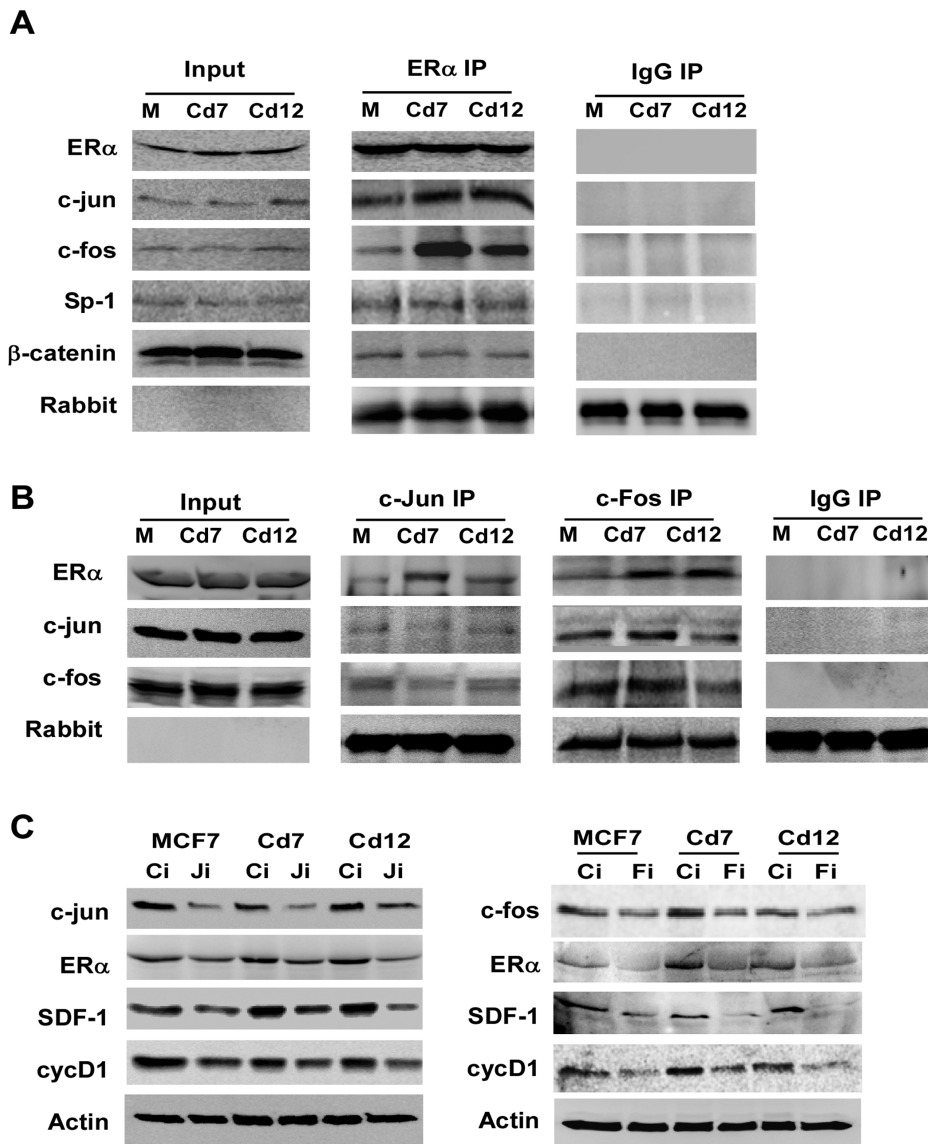 A
Input
ERα IP
IgG IP
M Cd7 Cd12
M Cd7 Cd12
M Cd7 Cd12
ERα
c-jun
c-fos
Sp-1
β-catenin
Rabbit
B
Input
c-Jun IP
c-Fos IP
IgG IP
M Cd7 Cd12
M Cd7 Cd12
M Cd7 Cd12
M Cd7 Cd12
ERα
c-jun
c-fos
Rabbit
C
MCF7 Cd7 Cd12
Ci Ji Ci Ji Ci Ji
c-jun
ERα
SDF-1
cycD1
Actin
MCF7 Cd7 Cd12
Ci Fi Ci Fi Ci Fi
c-fos
ERα
SDF-1
cycD1
Actin